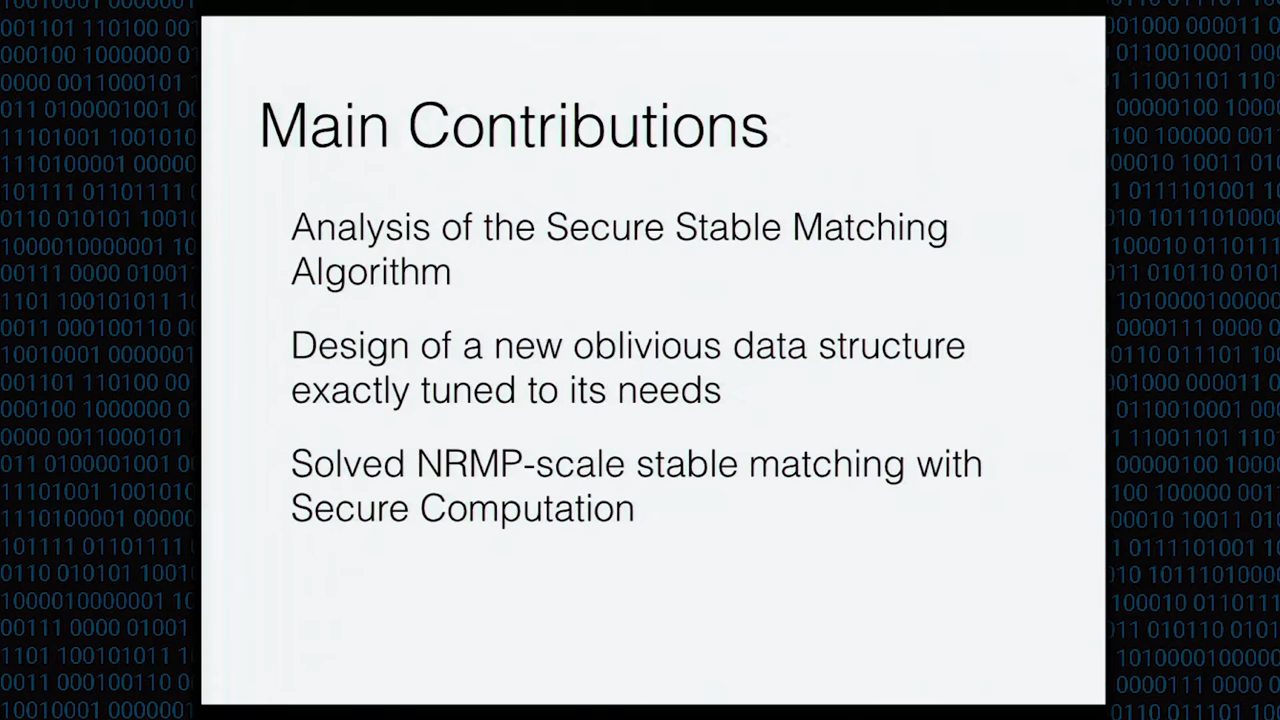 Main Contributions
Analysis of the Secure Stable Matching
Algorithm
Design of a new oblivious data structure
exactly tuned to its needs
Solved NRMP-scale stable matching with
Secure Computation